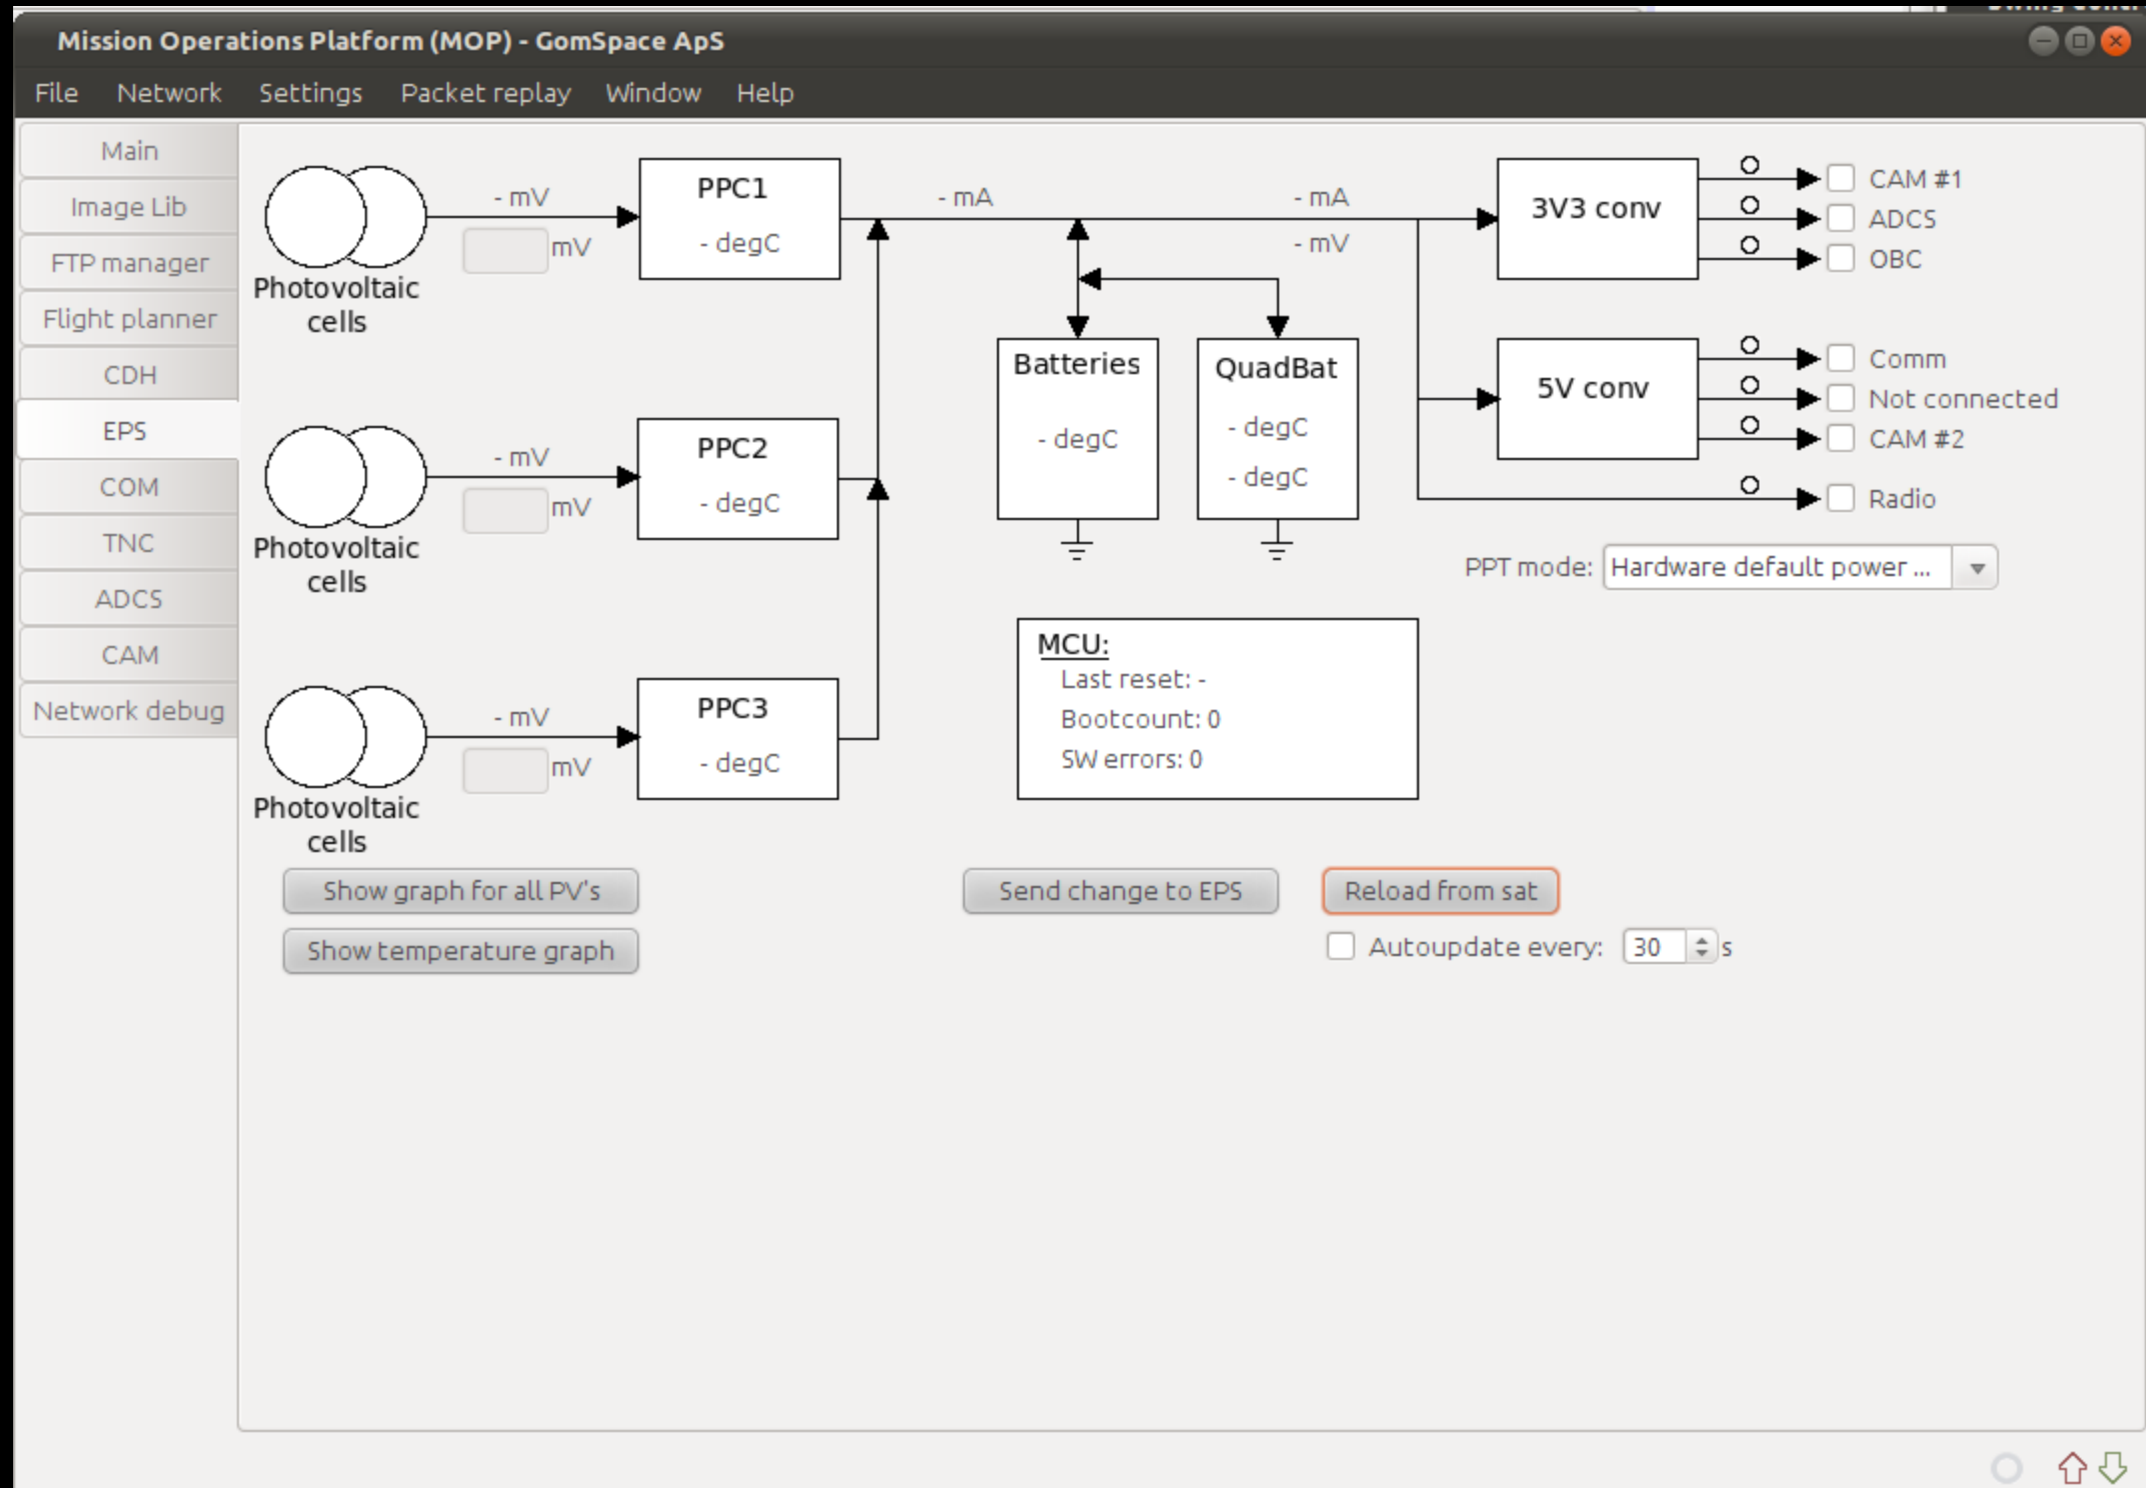 Mission Operations Platform (MOP) - GomSpace ApS
File Network Settings Packet replay Window Help
Main
Image Lib
FTP manager
Flight planner
CDH
EPS
COM
TNC
ADCS
CAM
Network debug
- mV
mV
Photovoltaic
cells
PPC1
- degC
- mA
- mA
- mV
3V3 conv
CAM #1
ADCS
OBC
- mV
mV
Photovoltaic
cells
PPC2
- degC
Batteries
- degC
QuadBat
- degC
- degC
5V conv
Comm
Not connected
CAM #2
Radio
PPT mode: Hardware default power ...
- mV
mV
Photovoltaic
cells
PPC3
- degC
MCU:
Last reset: -
Bootcount: 0
SW errors: 0
Show graph for all PV's
Send change to EPS
Reload from sat
Show temperature graph
Autoupdate every: 30 s